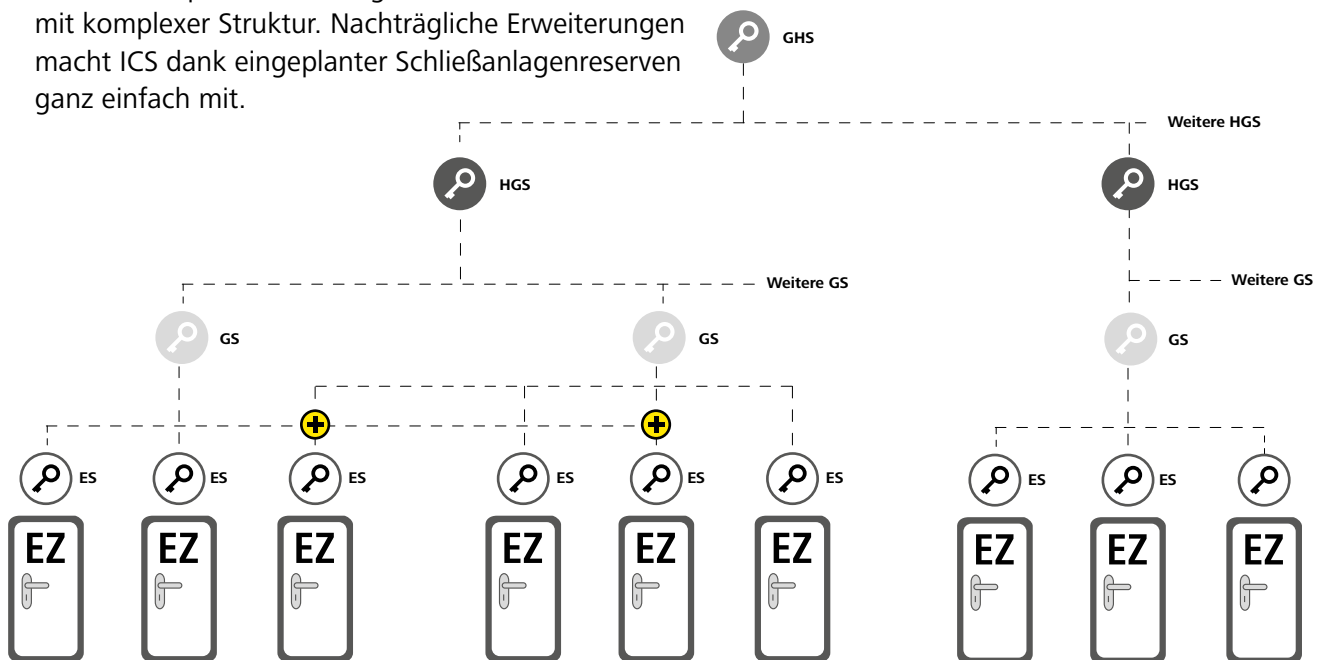 mit komplexer Struktur. Nachträgliche Erweiterungen
macht ICS dank eingeplanter Schließanlagenreserven
ganz einfach mit.
GHS
Weitere HGS
HGS
HGS
Weitere GS
Weitere GS
GS
GS
GS
ES
ES
ES
ES
ES
ES
ES
ES
EZ
EZ
EZ
EZ
EZ
EZ
EZ
EZ
EZ